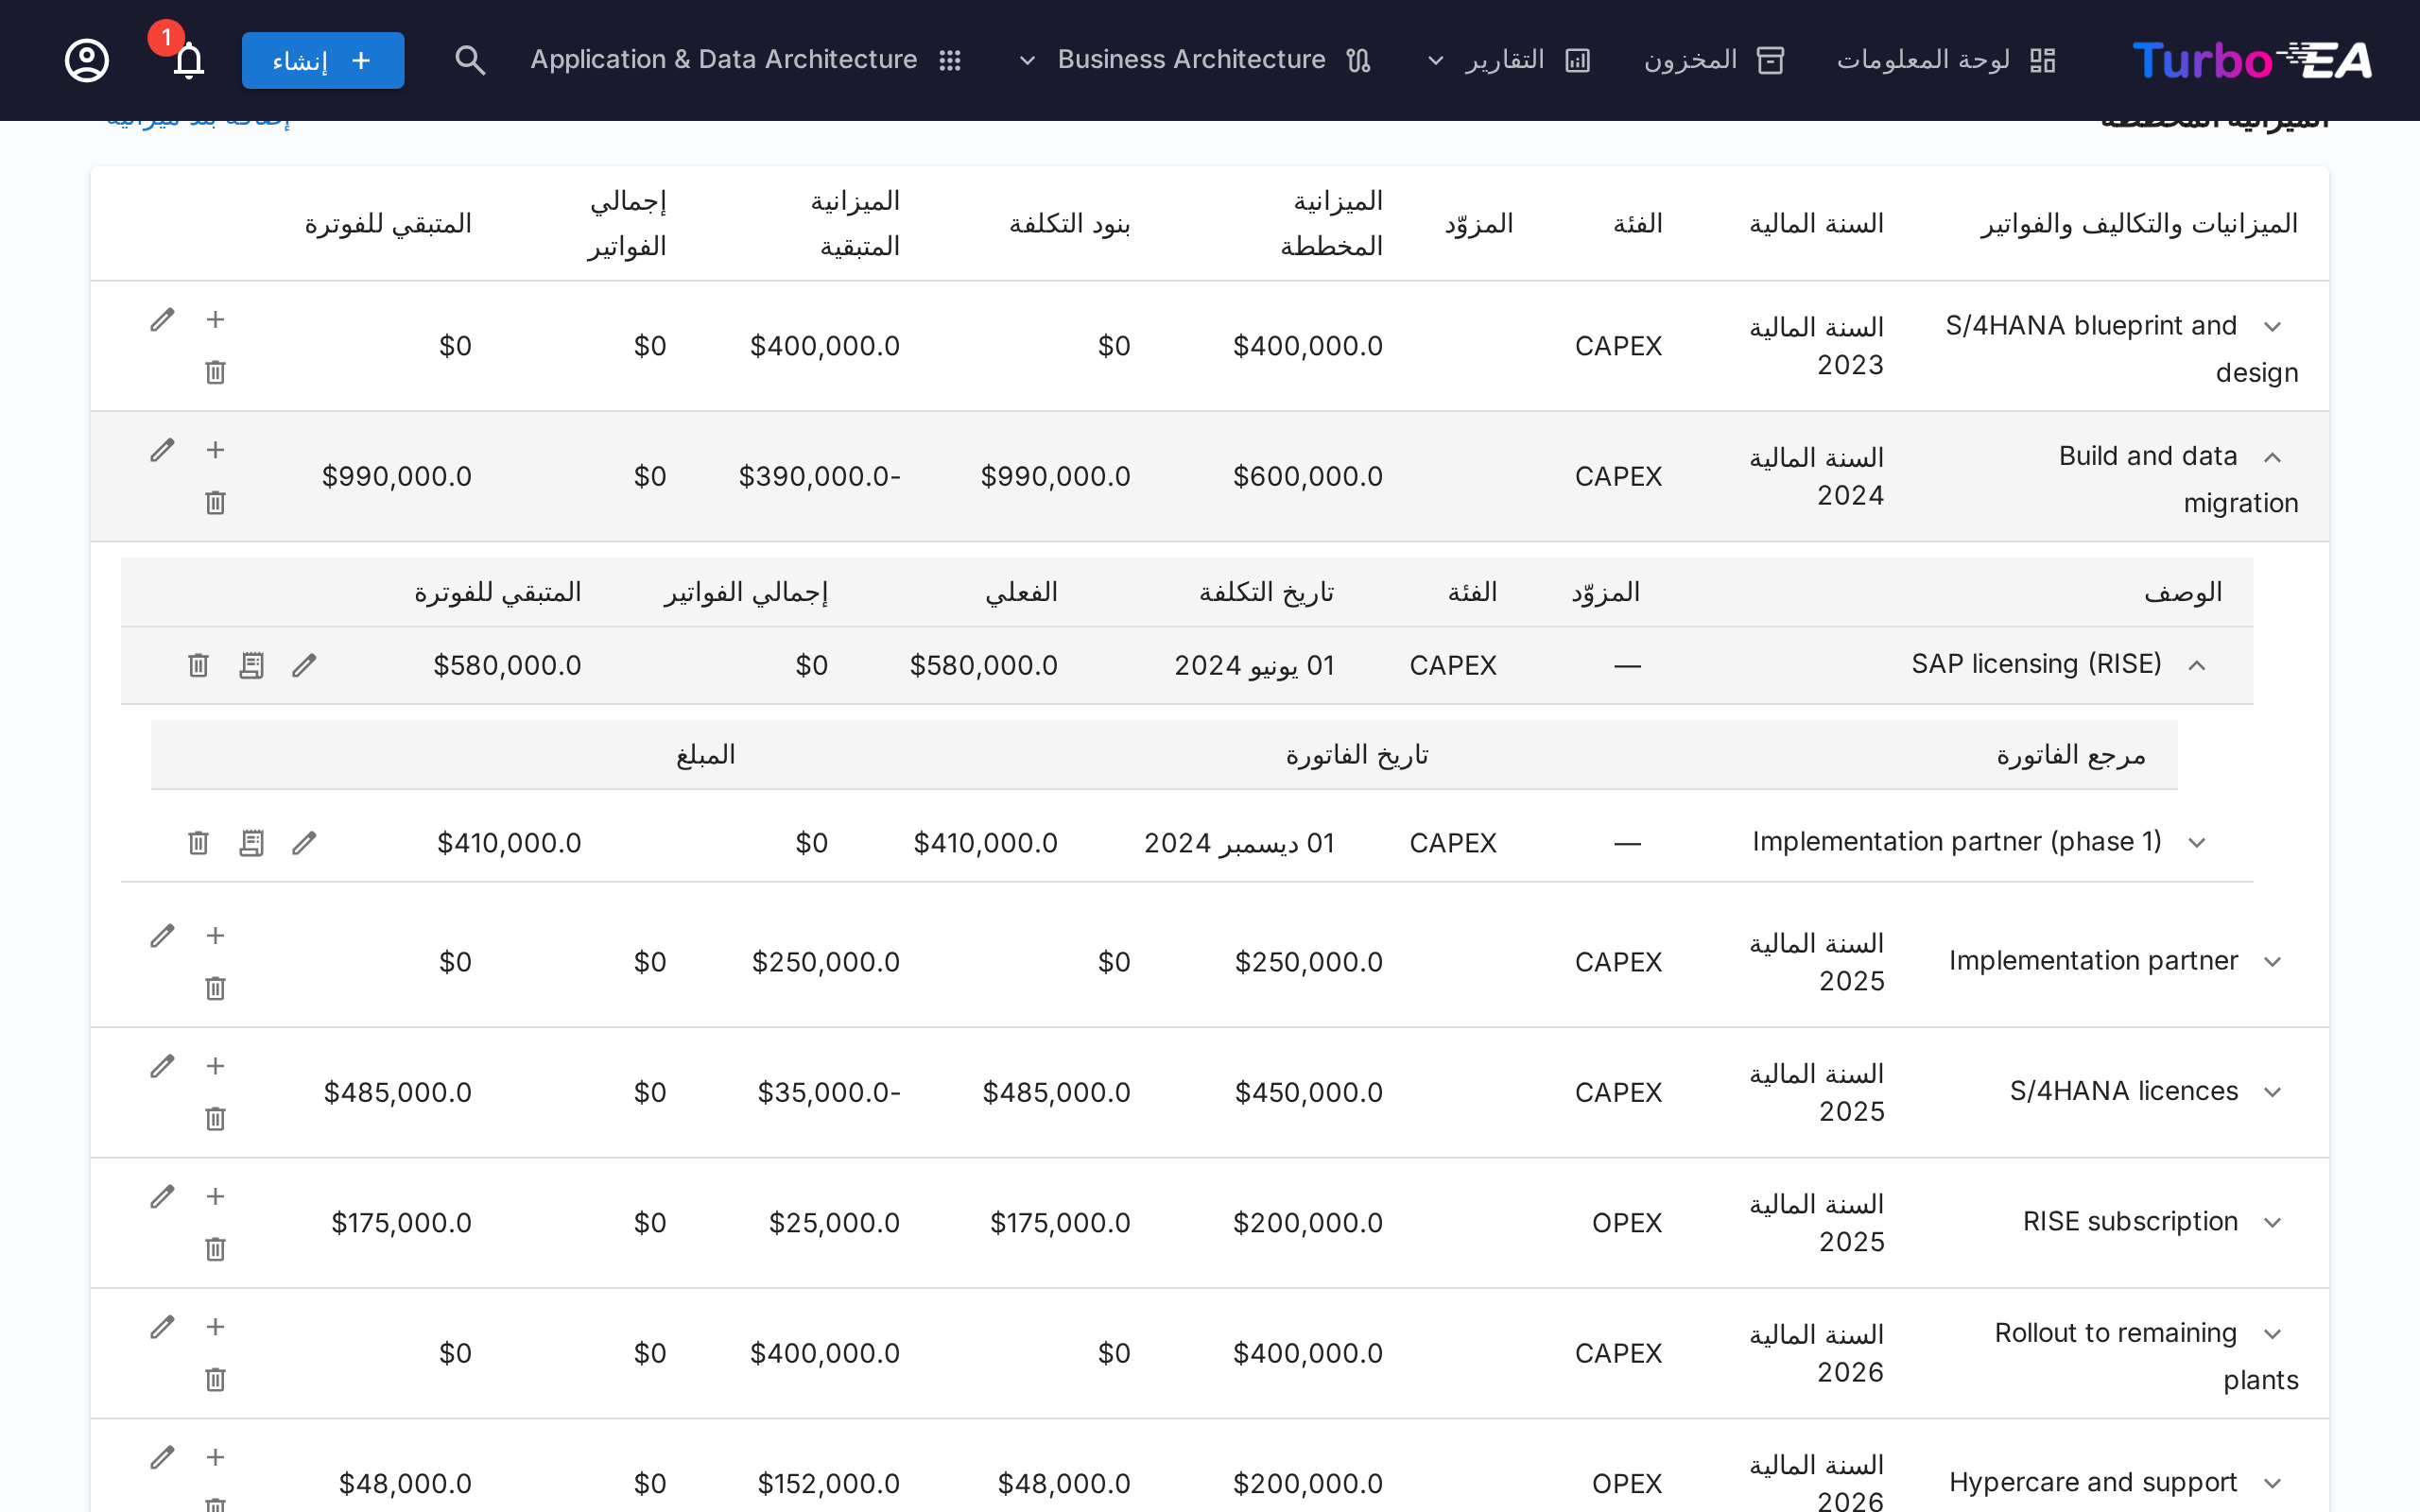 Turbo EA
لوحة المعلومات
المخزون
التقارير
Business Architecture
Application & Data Architecture
إنشاء
1
الميزانية المخططة
إضافة بند ميزانية
الميزانيات والتكاليف والفواتير
السنة المالية
الفئة
المزوّد
الميزانية المخططة
بنود التكلفة
الميزانية المتبقية
إجمالي الفواتير
المتبقي للفوترة
S/4HANA blueprint and design
السنة المالية 2023
CAPEX
$400,000.0
$0
$400,000.0
$0
$0
Build and data migration
السنة المالية 2024
CAPEX
$600,000.0
$990,000.0
$390,000.0-
$0
$990,000.0
الوصف
المزوّد
الفئة
تاريخ التكلفة
الفعلي
إجمالي الفواتير
المتبقي للفوترة
SAP licensing (RISE)
—
CAPEX
01 يونيو 2024
$580,000.0
$0
$580,000.0
مرجع الفاتورة
تاريخ الفاتورة
المبلغ
Implementation partner (phase 1)
—
CAPEX
01 ديسمبر 2024
$410,000.0
$0
$410,000.0
Implementation partner
السنة المالية 2025
CAPEX
$250,000.0
$0
$250,000.0
$0
$0
S/4HANA licences
السنة المالية 2025
CAPEX
$450,000.0
$485,000.0
$35,000.0-
$0
$485,000.0
RISE subscription
السنة المالية 2025
OPEX
$200,000.0
$175,000.0
$25,000.0
$0
$175,000.0
Rollout to remaining plants
السنة المالية 2026
CAPEX
$400,000.0
$0
$400,000.0
$0
$0
Hypercare and support
السنة المالية 2026
OPEX
$200,000.0
$48,000.0
$152,000.0
$0
$48,000.0